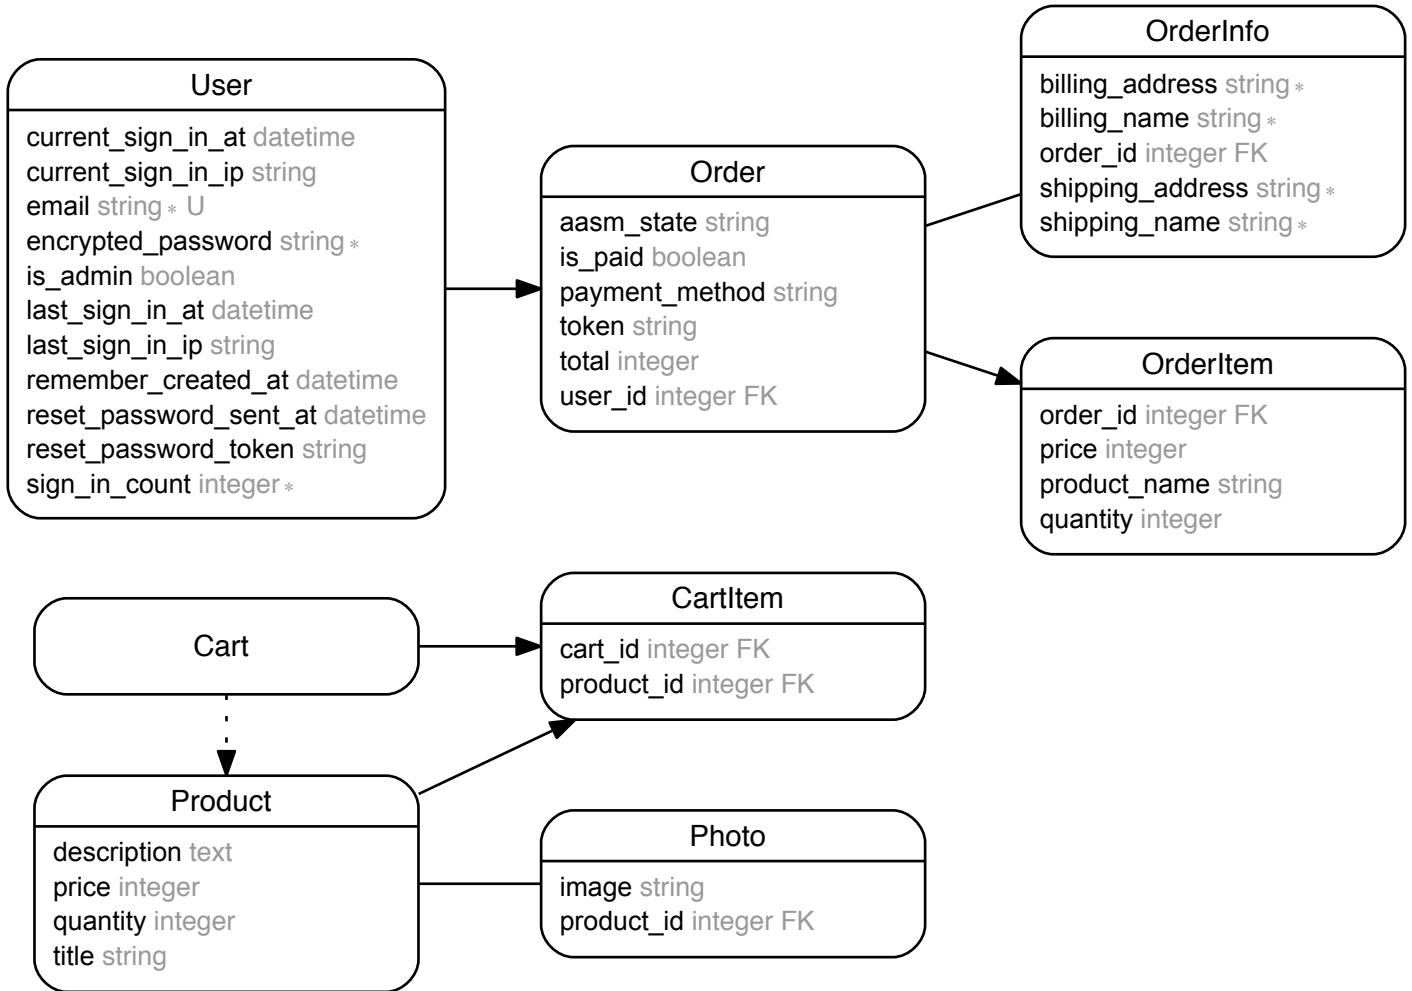 User
current_sign_in_at datetime
current_sign_in_ip string
email string * U
encrypted_password string *
is_admin boolean
last_sign_in_at datetime
last_sign_in_ip string
remember_created_at datetime
reset_password_sent_at datetime
reset_password_token string
sign_in_count integer *
Order
aasm_state string
is_paid boolean
payment_method string
token string
total integer
user_id integer FK
OrderInfo
billing_address string *
billing_name string *
order_id integer FK
shipping_address string *
shipping_name string *
OrderItem
order_id integer FK
price integer
product_name string
quantity integer
Cart
CartItem
cart_id integer FK
product_id integer FK
Product
description text
price integer
quantity integer
title string
Photo
image string
product_id integer FK